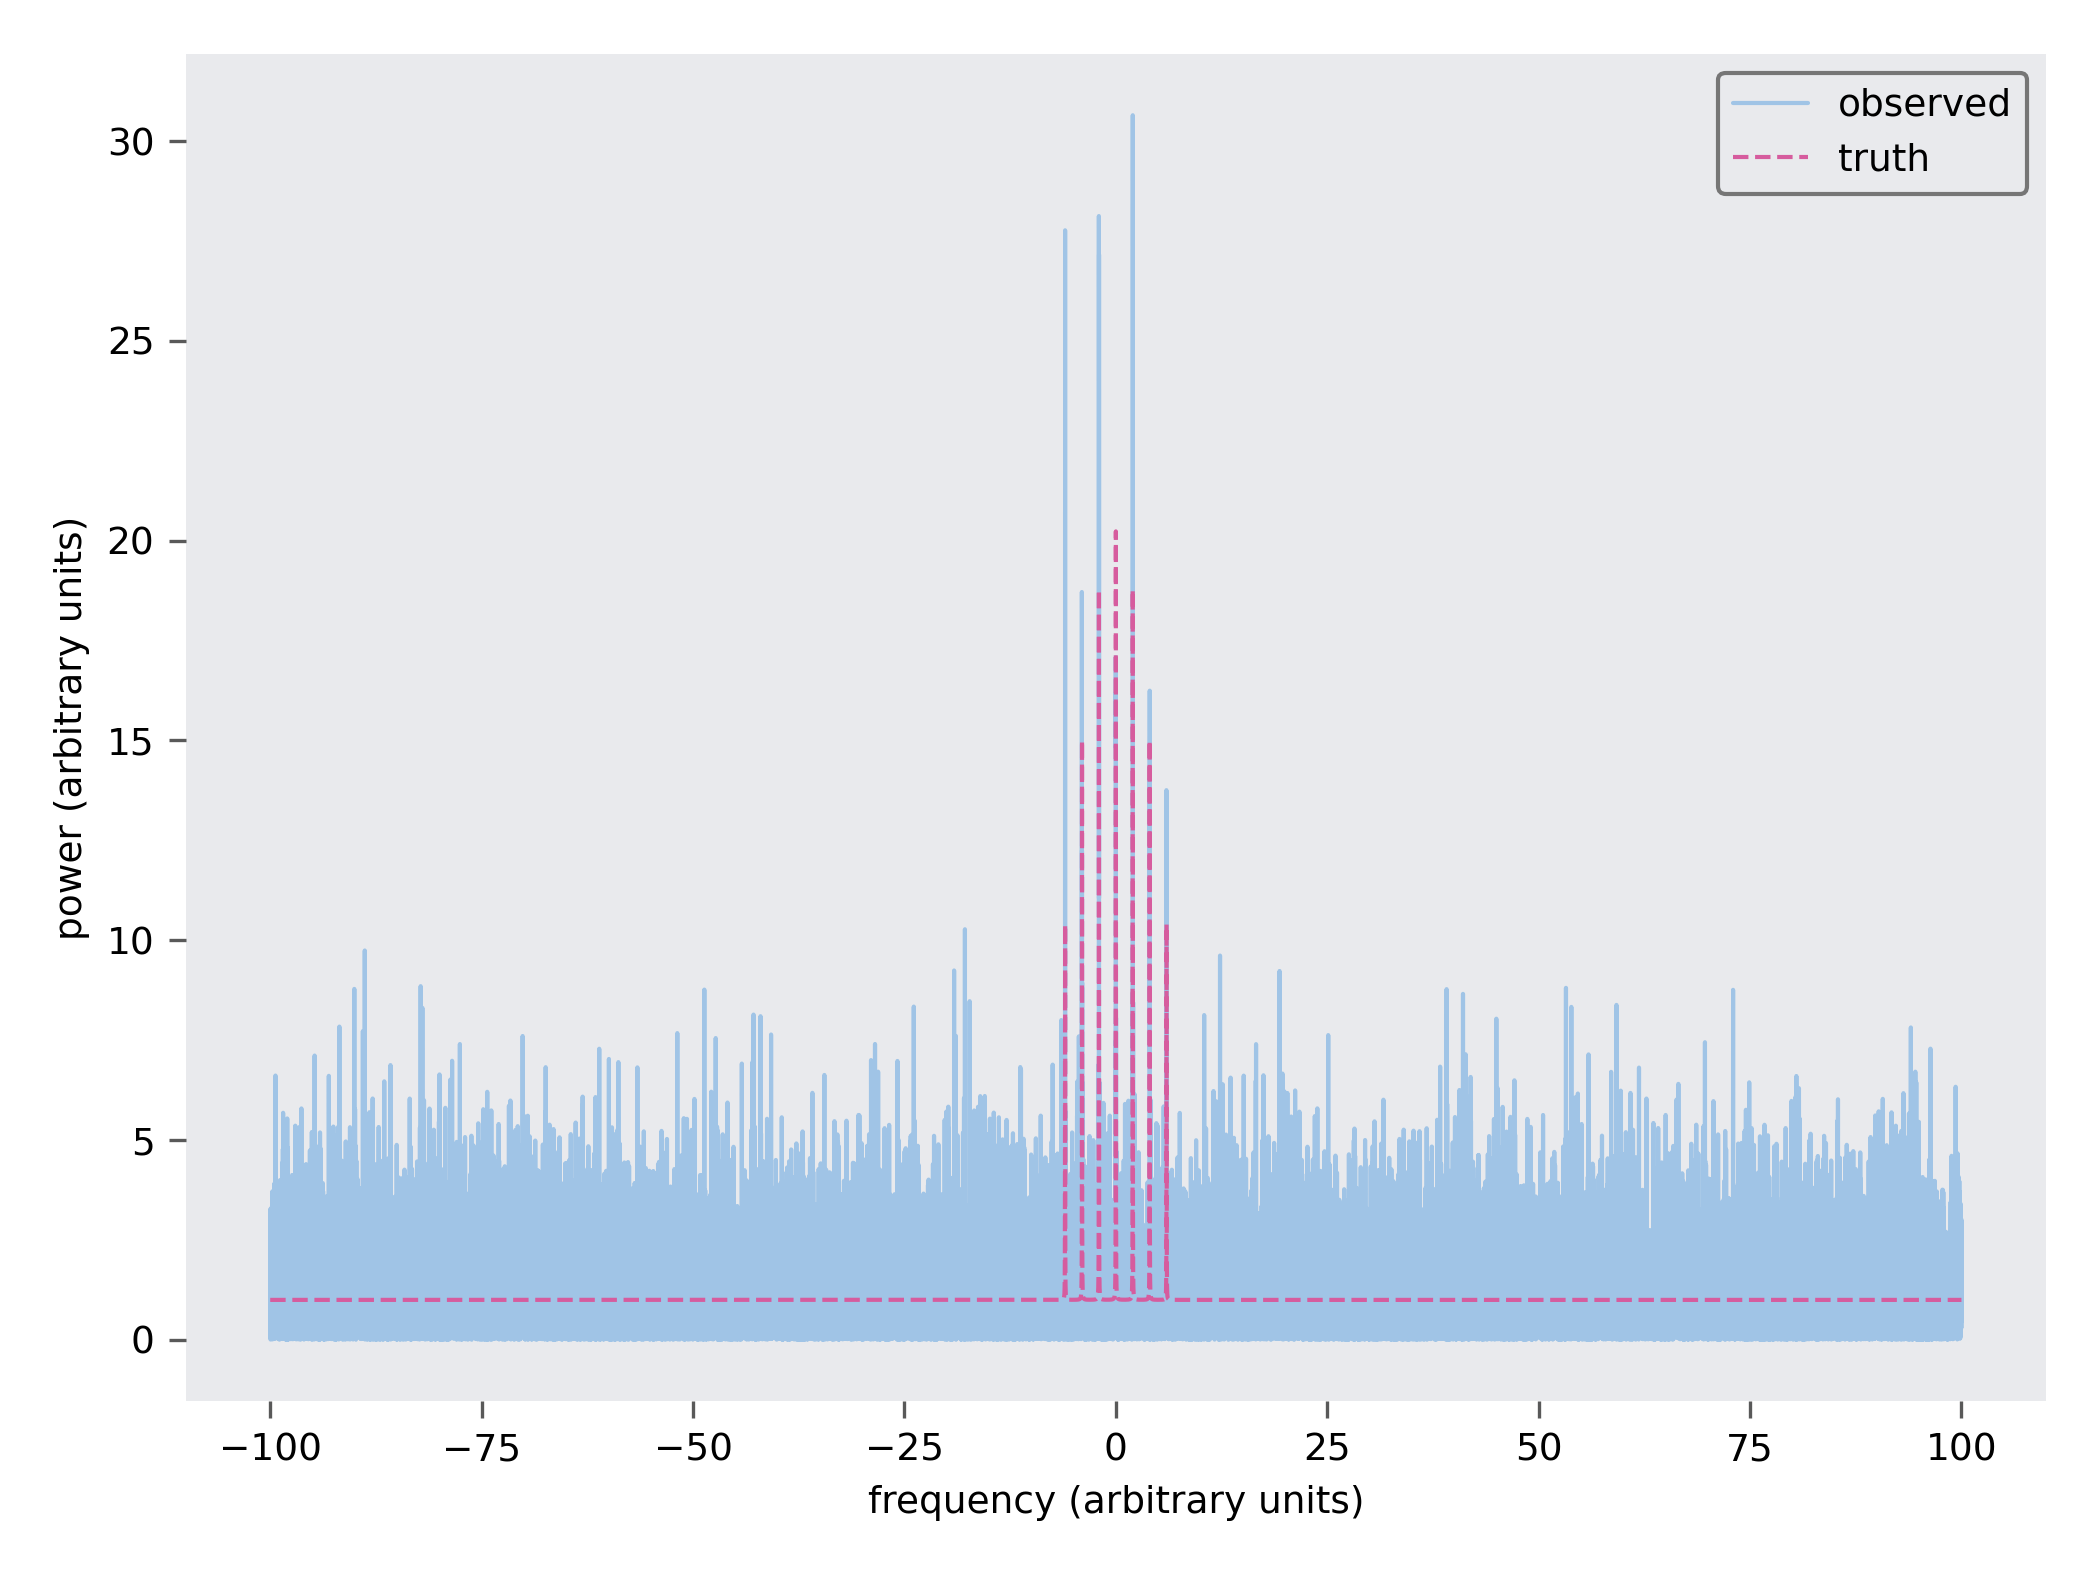 observed
truth
30
25
20
15
10
5
0
power (arbitrary units)
−100 −75 −50 −25 0 25 50 75 100
frequency (arbitrary units)